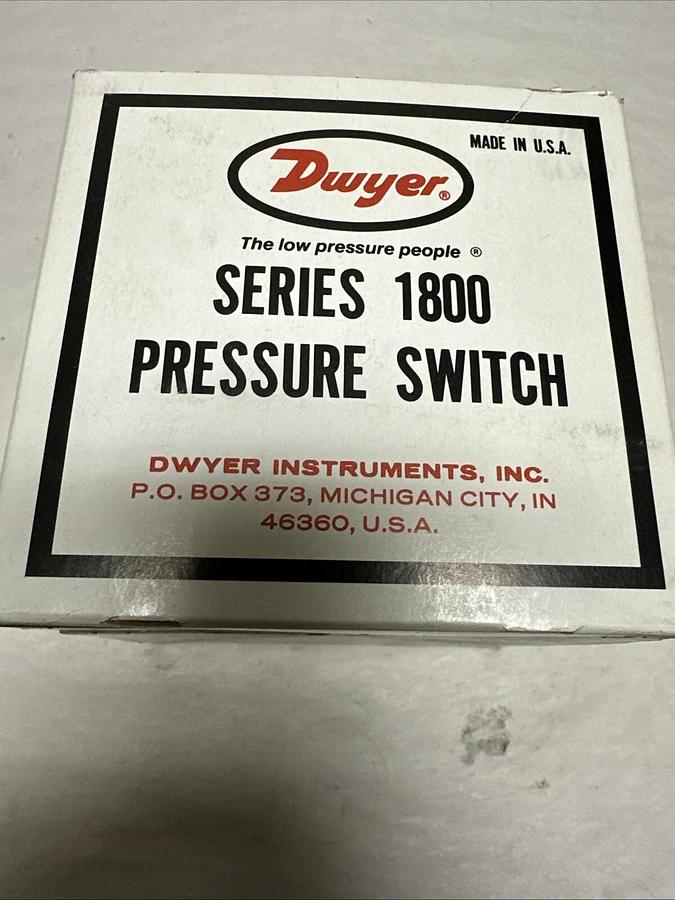 MADE IN U.S.A.
Dwyer®
The low pressure people ®
SERIES 1800
PRESSURE SWITCH
DWYER INSTRUMENTS, INC.
P.O. BOX 373, MICHIGAN CITY, IN
46360, U.S.A.